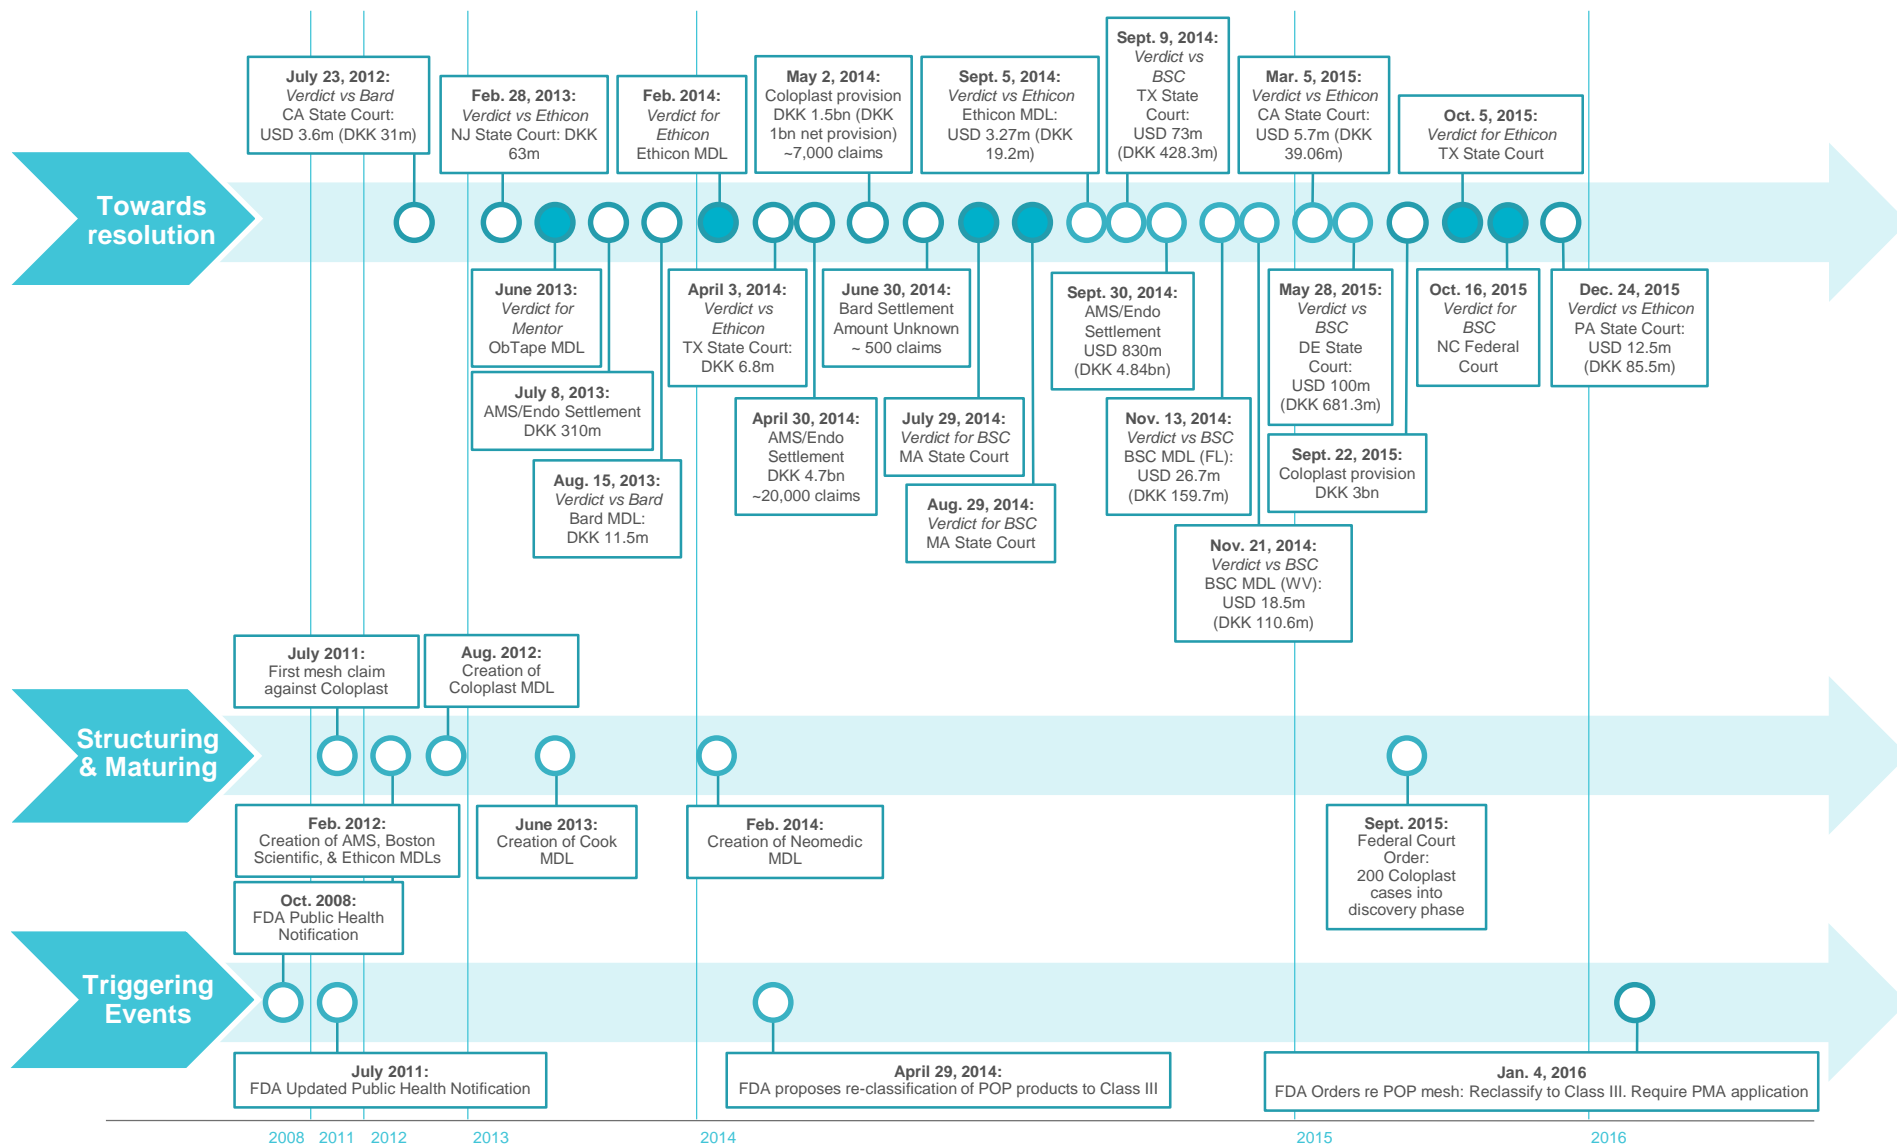 Towards
resolution
July 23, 2012:
Verdict vs Bard
CA State Court:
USD 3.6m (DKK 31m)
Feb. 28, 2013:
Verdict vs Ethicon
NJ State Court: DKK
63m
Feb. 2014:
Verdict for
Ethicon
Ethicon MDL
May 2, 2014:
Coloplast provision
DKK 1.5bn (DKK
1bn net provision)
~7,000 claims
Sept. 5, 2014:
Verdict vs Ethicon
Ethicon MDL:
USD 3.27m (DKK
19.2m)
Sept. 9, 2014:
Verdict vs
BSC
TX State
Court:
USD 73m
(DKK 428.3m)
Mar. 5, 2015:
Verdict vs Ethicon
CA State Court:
USD 5.7m (DKK
39.06m)
Oct. 5, 2015:
Verdict for Ethicon
TX State Court
June 2013:
Verdict for
Mentor
ObTape MDL
July 8, 2013:
AMS/Endo Settlement
DKK 310m
Aug. 15, 2013:
Verdict vs Bard
Bard MDL:
DKK 11.5m
April 3, 2014:
Verdict vs
Ethicon
TX State Court:
DKK 6.8m
April 30, 2014:
AMS/Endo
Settlement
DKK 4.7bn
~20,000 claims
June 30, 2014:
Bard Settlement
Amount Unknown
~ 500 claims
July 29, 2014:
Verdict for BSC
MA State Court
Aug. 29, 2014:
Verdict for BSC
MA State Court
Sept. 30, 2014:
AMS/Endo
Settlement
USD 830m
(DKK 4.84bn)
Nov. 13, 2014:
Verdict vs BSC
BSC MDL (FL):
USD 26.7m
(DKK 159.7m)
Nov. 21, 2014:
Verdict vs BSC
BSC MDL (WV):
USD 18.5m
(DKK 110.6m)
May 28, 2015:
Verdict vs
BSC
DE State
Court:
USD 100m
(DKK 681.3m)
Sept. 22, 2015:
Coloplast provision
DKK 3bn
Oct. 16, 2015
Verdict for
BSC
NC Federal
Court
Dec. 24, 2015
Verdict vs Ethicon
PA State Court:
USD 12.5m
(DKK 85.5m)
Structuring
& Maturing
July 2011:
First mesh claim
against Coloplast
Aug. 2012:
Creation of
Coloplast MDL
Feb. 2012:
Creation of AMS, Boston
Scientific, & Ethicon MDLs
June 2013:
Creation of Cook
MDL
Feb. 2014:
Creation of Neomedic
MDL
Sept. 2015:
Federal Court
Order:
200 Coloplast
cases into
discovery phase
Triggering
Events
Oct. 2008:
FDA Public Health
Notification
July 2011:
FDA Updated Public Health Notification
April 29, 2014:
FDA proposes re-classification of POP products to Class III
Jan. 4, 2016
FDA Orders re POP mesh: Reclassify to Class III. Require PMA application
2008 2011 2012 2013 2014 2015 2016